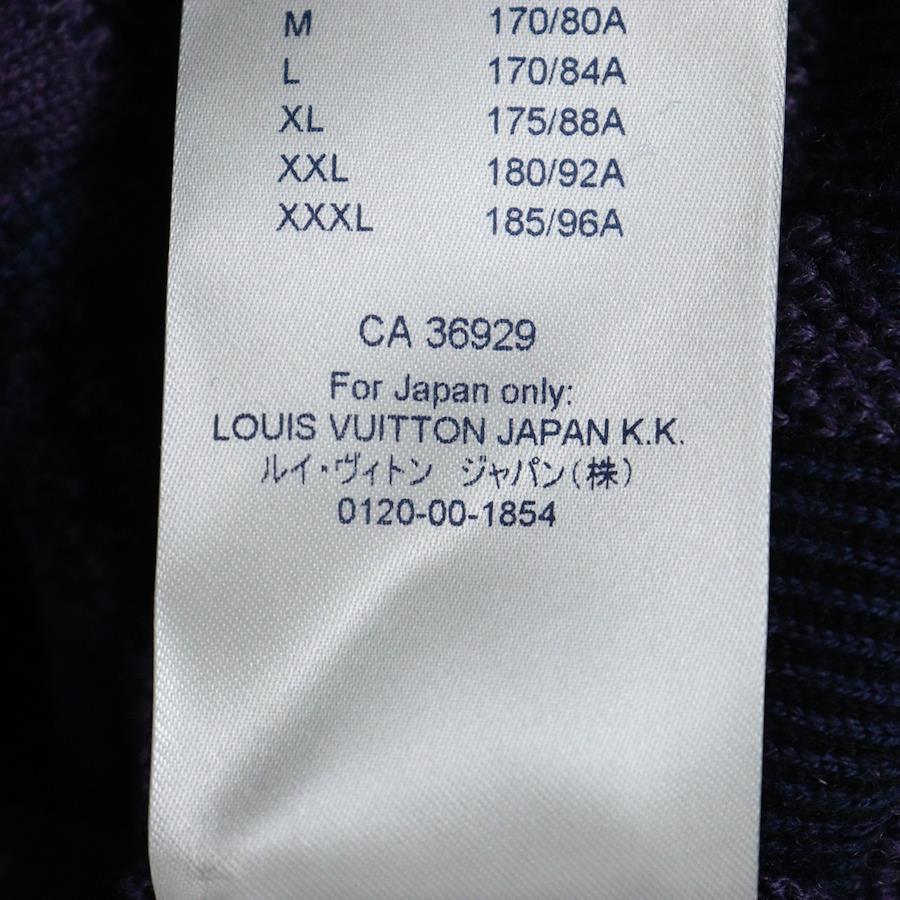 M 170/80A
L 170/84A
XL 175/88A
XXL 180/92A
XXXL 185/96A
CA 36929
For Japan only:
LOUIS VUITTON JAPAN K.K.
ルイ・ヴィトン ジャパン(株)
0120-00-1854